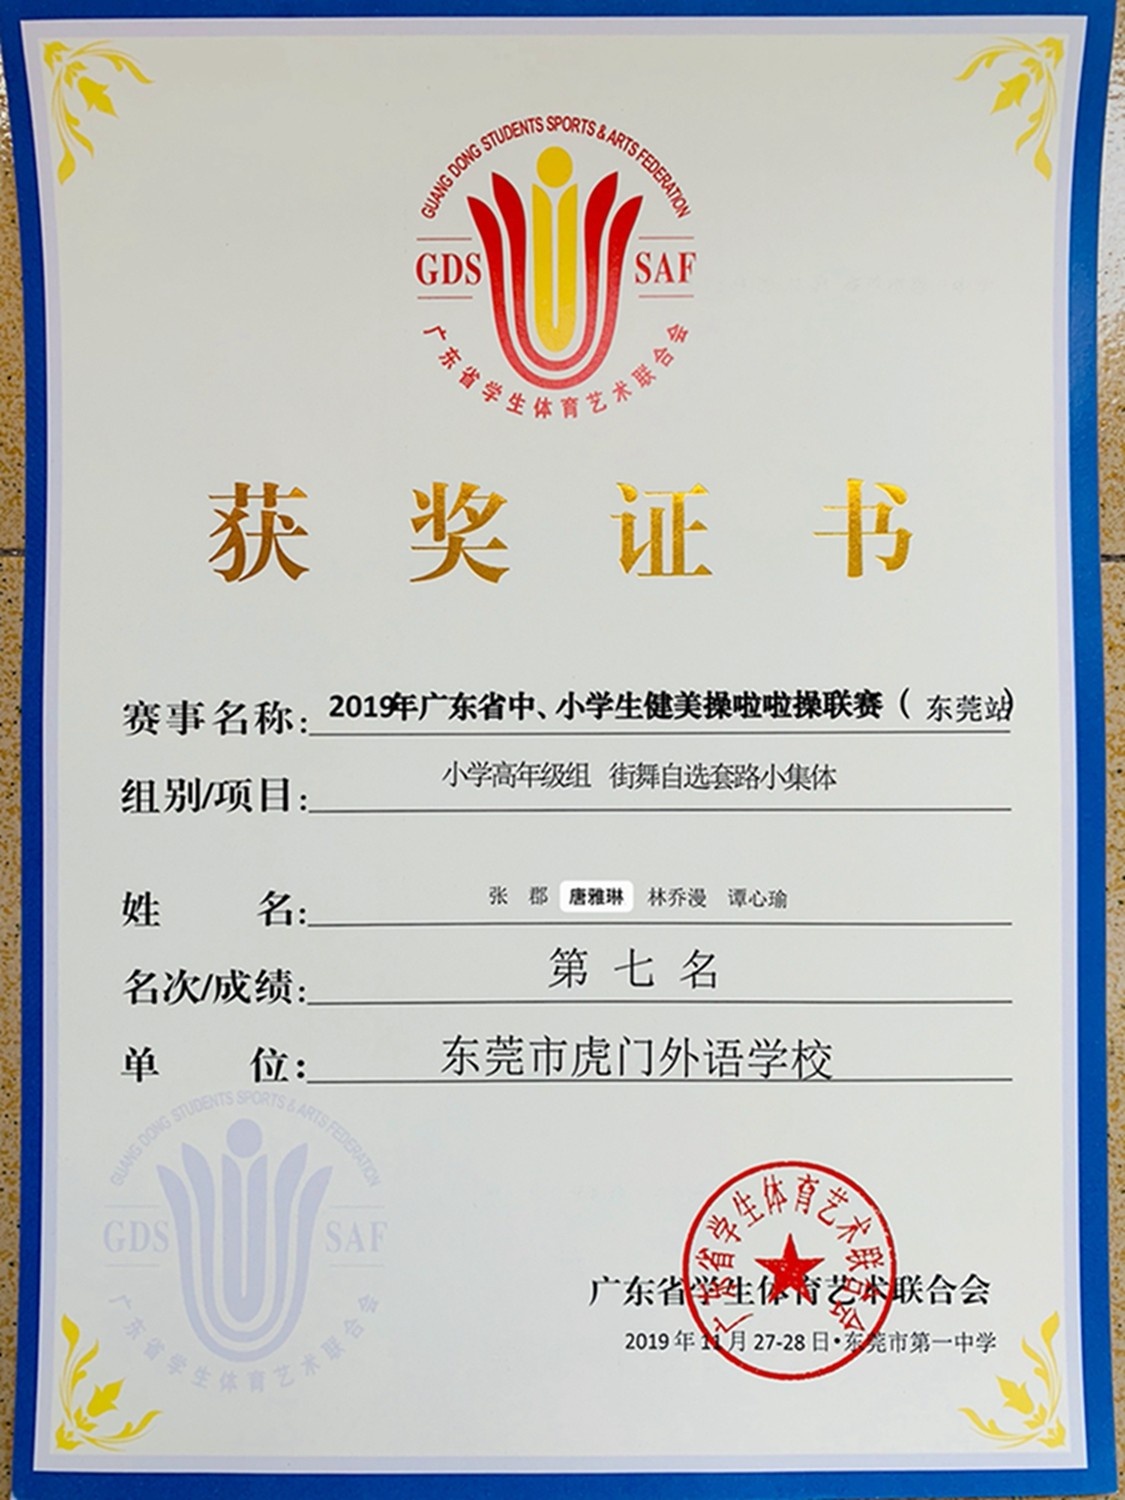 GUANG DONG STUDENTS SPORTS & ARTS FEDERATION
GDS SAF
广东省学生体育艺术联合会
获奖证书
赛事名称: 2019年广东省中、小学生健美操啦啦操联赛（东莞站）
组别/项目: 小学高年级组 街舞自选套路小集体
姓名: 张郡 唐雅琳 林乔漫 谭心瑜
名次/成绩: 第七名
单位: 东莞市虎门外语学校
GUANG DONG STUDENTS SPORTS & ARTS FEDERATION
GDS SAF
广东省学生体育艺术联合会
广东省学生体育艺术联合会
广东省学生体育艺术联合会
2019年11月27-28日•东莞市第一中学